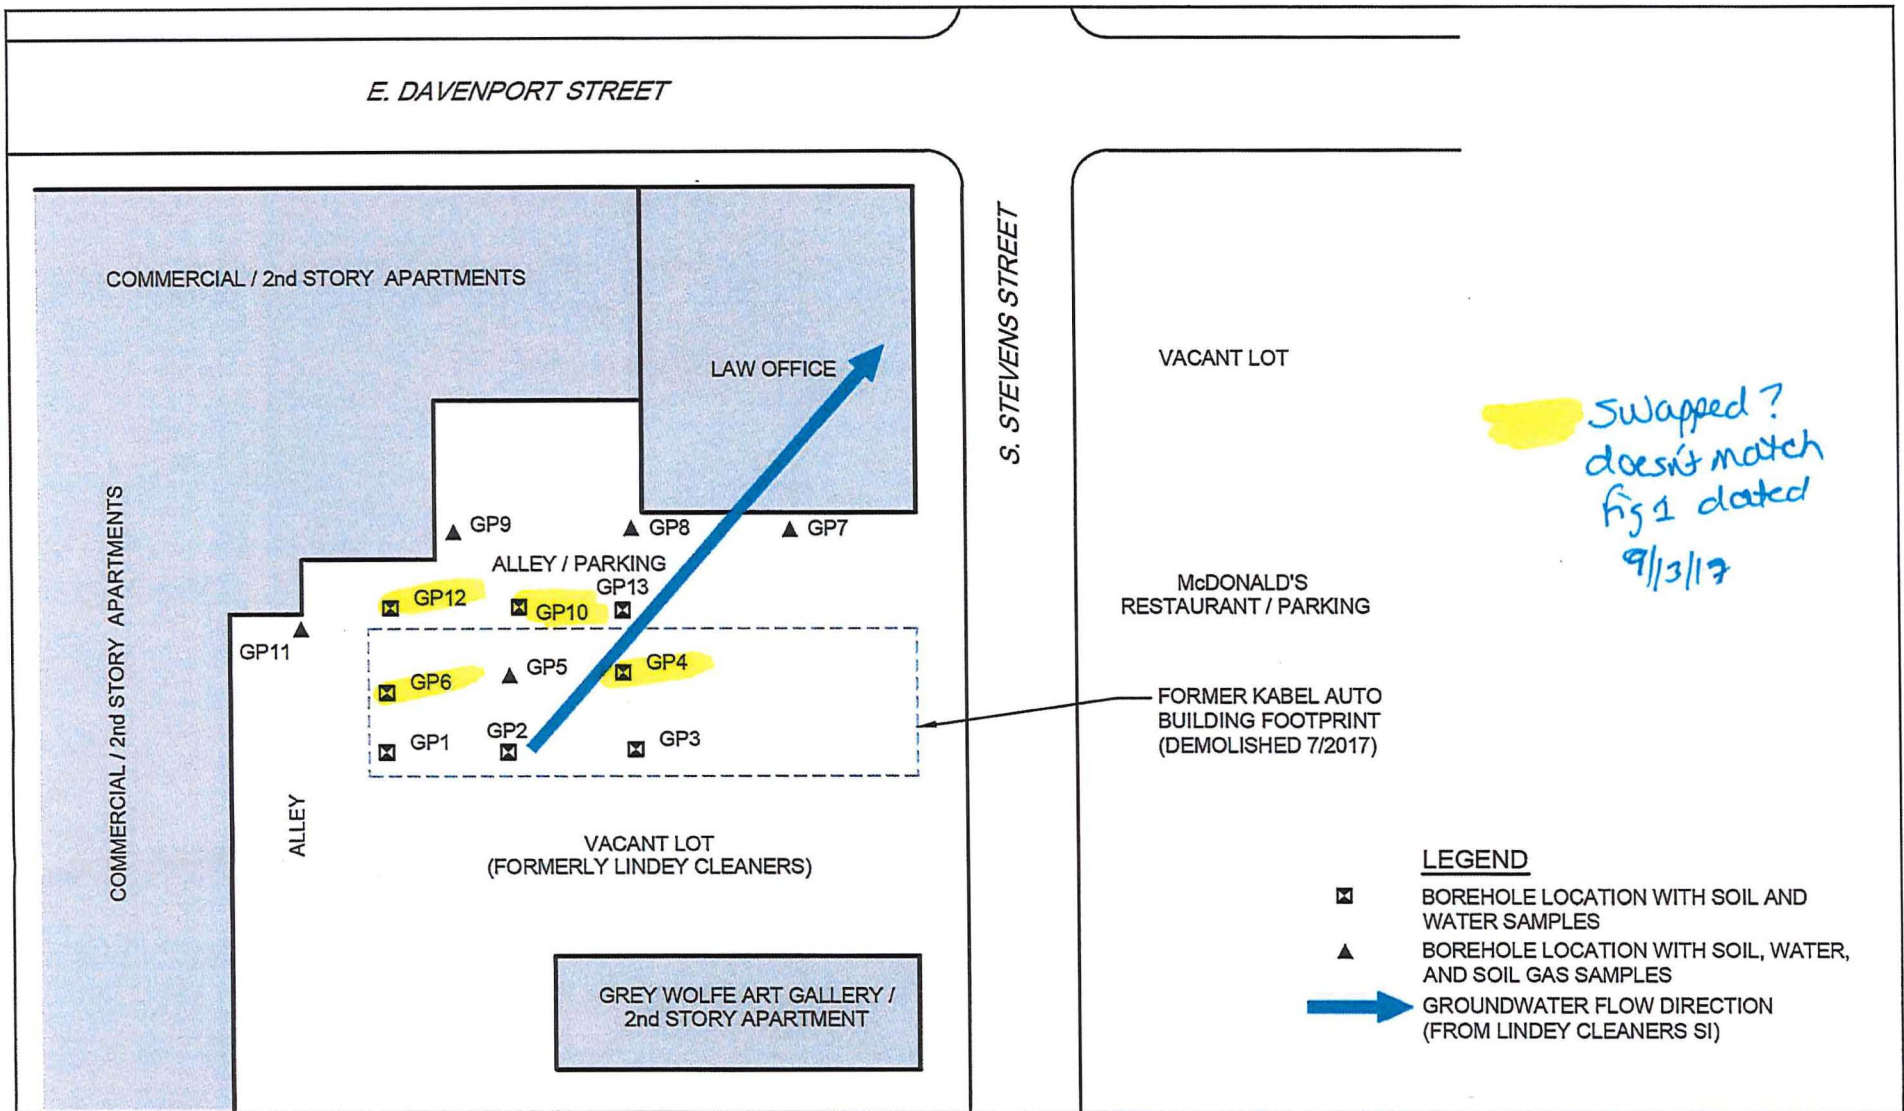 E. DAVENPORT STREET
S. STEVENS STREET
COMMERCIAL / 2nd STORY APARTMENTS
LAW OFFICE
VACANT LOT
Swapped?
doesn't match
fig 1 dated
9/13/17
COMMERCIAL / 2nd STORY APARTMENTS
GP9
GP8
GP7
ALLEY / PARKING
GP12
GP10
GP13
McDONALD'S
RESTAURANT / PARKING
GP11
GP6
GP5
GP4
GP1
GP2
GP3
FORMER KABEL AUTO
BUILDING FOOTPRINT
(DEMOLISHED 7/2017)
ALLEY
VACANT LOT
(FORMERLY LINDEY CLEANERS)
GREY WOLFE ART GALLERY /
2nd STORY APARTMENT
LEGEND
BOREHOLE LOCATION WITH SOIL AND
WATER SAMPLES
BOREHOLE LOCATION WITH SOIL, WATER,
AND SOIL GAS SAMPLES
GROUNDWATER FLOW DIRECTION
(FROM LINDEY CLEANERS SI)